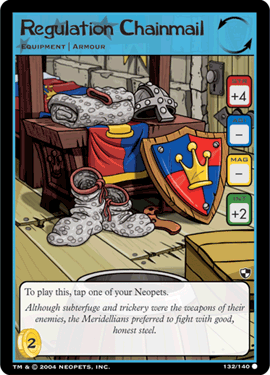 Regulation Chainmail
EQUIPMENT | ARMOUR
+4
–
MAG
–
INT
+2
To play this, tap one of your Neopets.
Although subterfuge and trickery were the weapons of their
enemies, the Meridellians preferred to fight with good,
honest steel.
2
TM & © 2004 NEOPETS, INC.
132/140